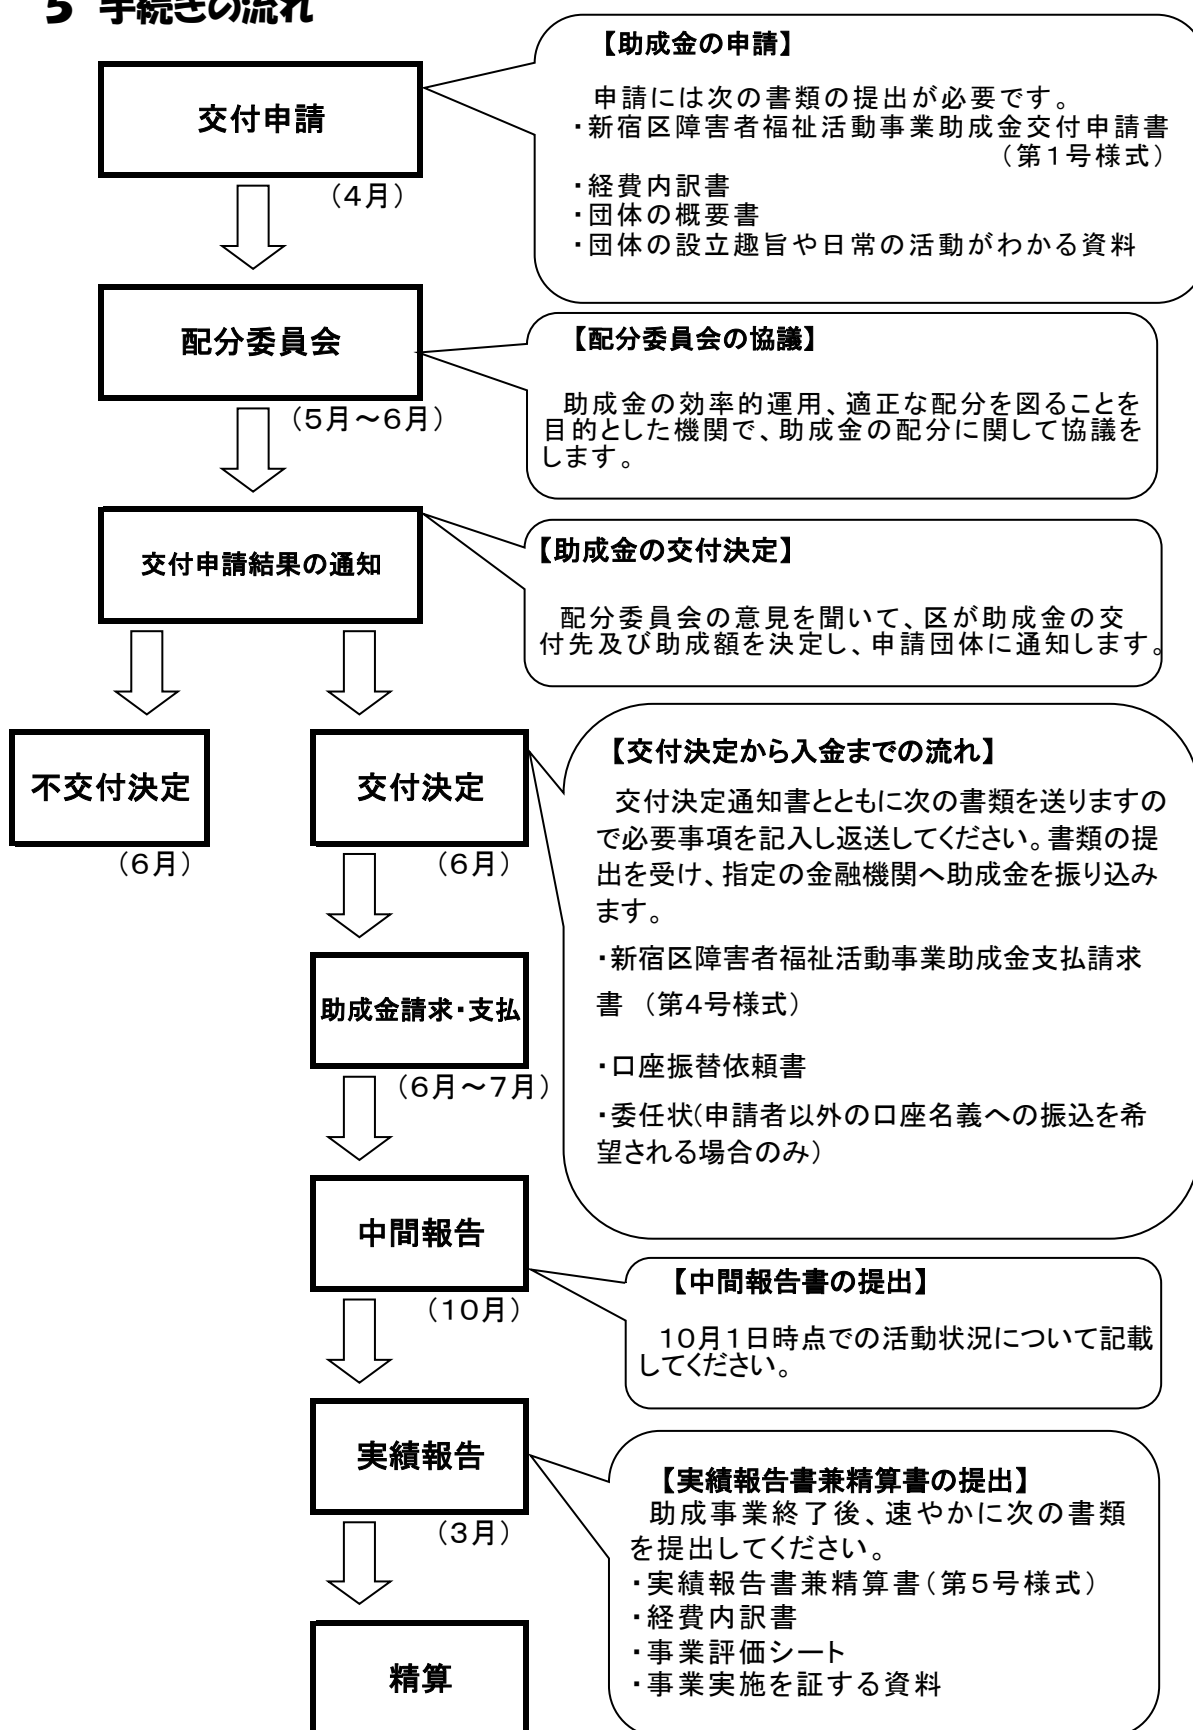 5 手続きの流れ
【助成金の申請】
交付申請
申請には次の書類の提出が必要です。
・新宿区障害者福祉活動事業助成金交付申請書
（第1号様式）
（4月）
・経費内訳書
・団体の概要書
・団体の設立趣旨や日常の活動がわかる資料
配分委員会
【配分委員会の協議】
（5月～6月）
助成金の効率的運用、適正な配分を図ることを
目的とした機関で、助成金の配分に関して協議を
します。
交付申請結果の通知
【助成金の交付決定】
配分委員会の意見を聞いて、区が助成金の交
付先及び助成額を決定し、申請団体に通知します。
不交付決定
（6月）
交付決定
（6月）
【交付決定から入金までの流れ】
交付決定通知書とともに次の書類を送りますの
で必要事項を記入し返送してください。書類の提
出を受け、指定の金融機関へ助成金を振り込み
ます。
・新宿区障害者福祉活動事業助成金支払請求
書 （第4号様式）
・口座振替依頼書
・委任状(申請者以外の口座名義への振込を希
望される場合のみ）
助成金請求・支払
（6月～7月）
中間報告
（10月）
【中間報告書の提出】
10月1日時点での活動状況について記載
してください。
実績報告
（3月）
【実績報告書兼精算書の提出】
助成事業終了後、速やかに次の書類
を提出してください。
・実績報告書兼精算書（第5号様式）
・経費内訳書
・事業評価シート
・事業実施を証する資料
精算